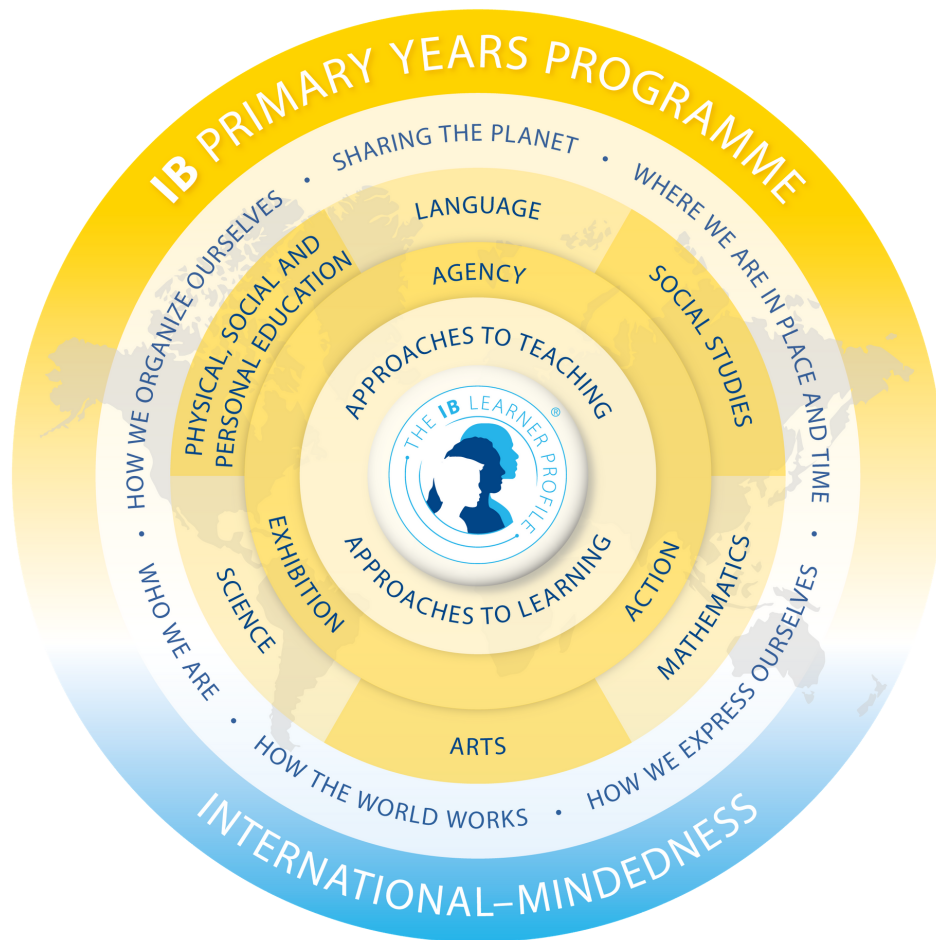 IB PRIMARY YEARS PROGRAMME
SHARING THE PLANET
•
WHERE WE ARE IN PLACE AND TIME
•
HOW WE EXPRESS OURSELVES
•
HOW THE WORLD WORKS
•
WHO WE ARE
•
HOW WE ORGANIZE OURSELVES
•
LANGUAGE
SOCIAL STUDIES
MATHEMATICS
ARTS
SCIENCE
PHYSICAL, SOCIAL AND
PERSONAL EDUCATION
AGENCY
ACTION
EXHIBITION
APPROACHES TO TEACHING
APPROACHES TO LEARNING
THE IB LEARNER PROFILE
®
INTERNATIONAL–MINDEDNESS